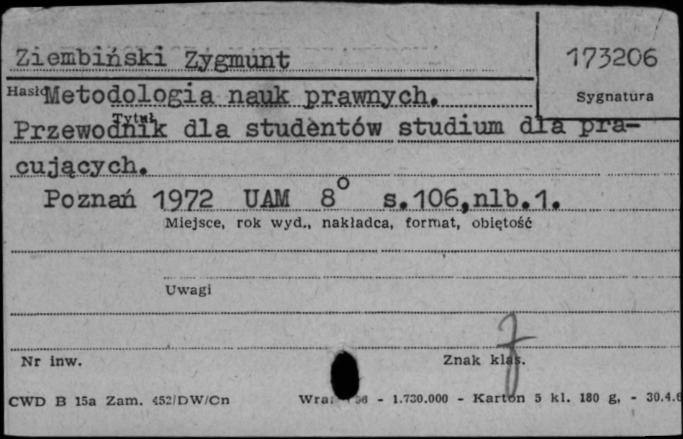 Ziembiński Zygmunt
173206
Hasło
Sygnatura
Metodologia nauk prawnych.
Tytuł
Przewodnik dla studentów studium dla pra-
cujących.
Poznań 1972 UAM 8° s.106,nlb.1.
Miejsce, rok wyd., nakładca, format, objętość
Uwagi
Nr inw.
Znak klas.
CWD B 15a Zam. 452/DW/Cn - 1.720.000 - Karton 5 kl. 180 g, - 30.4.